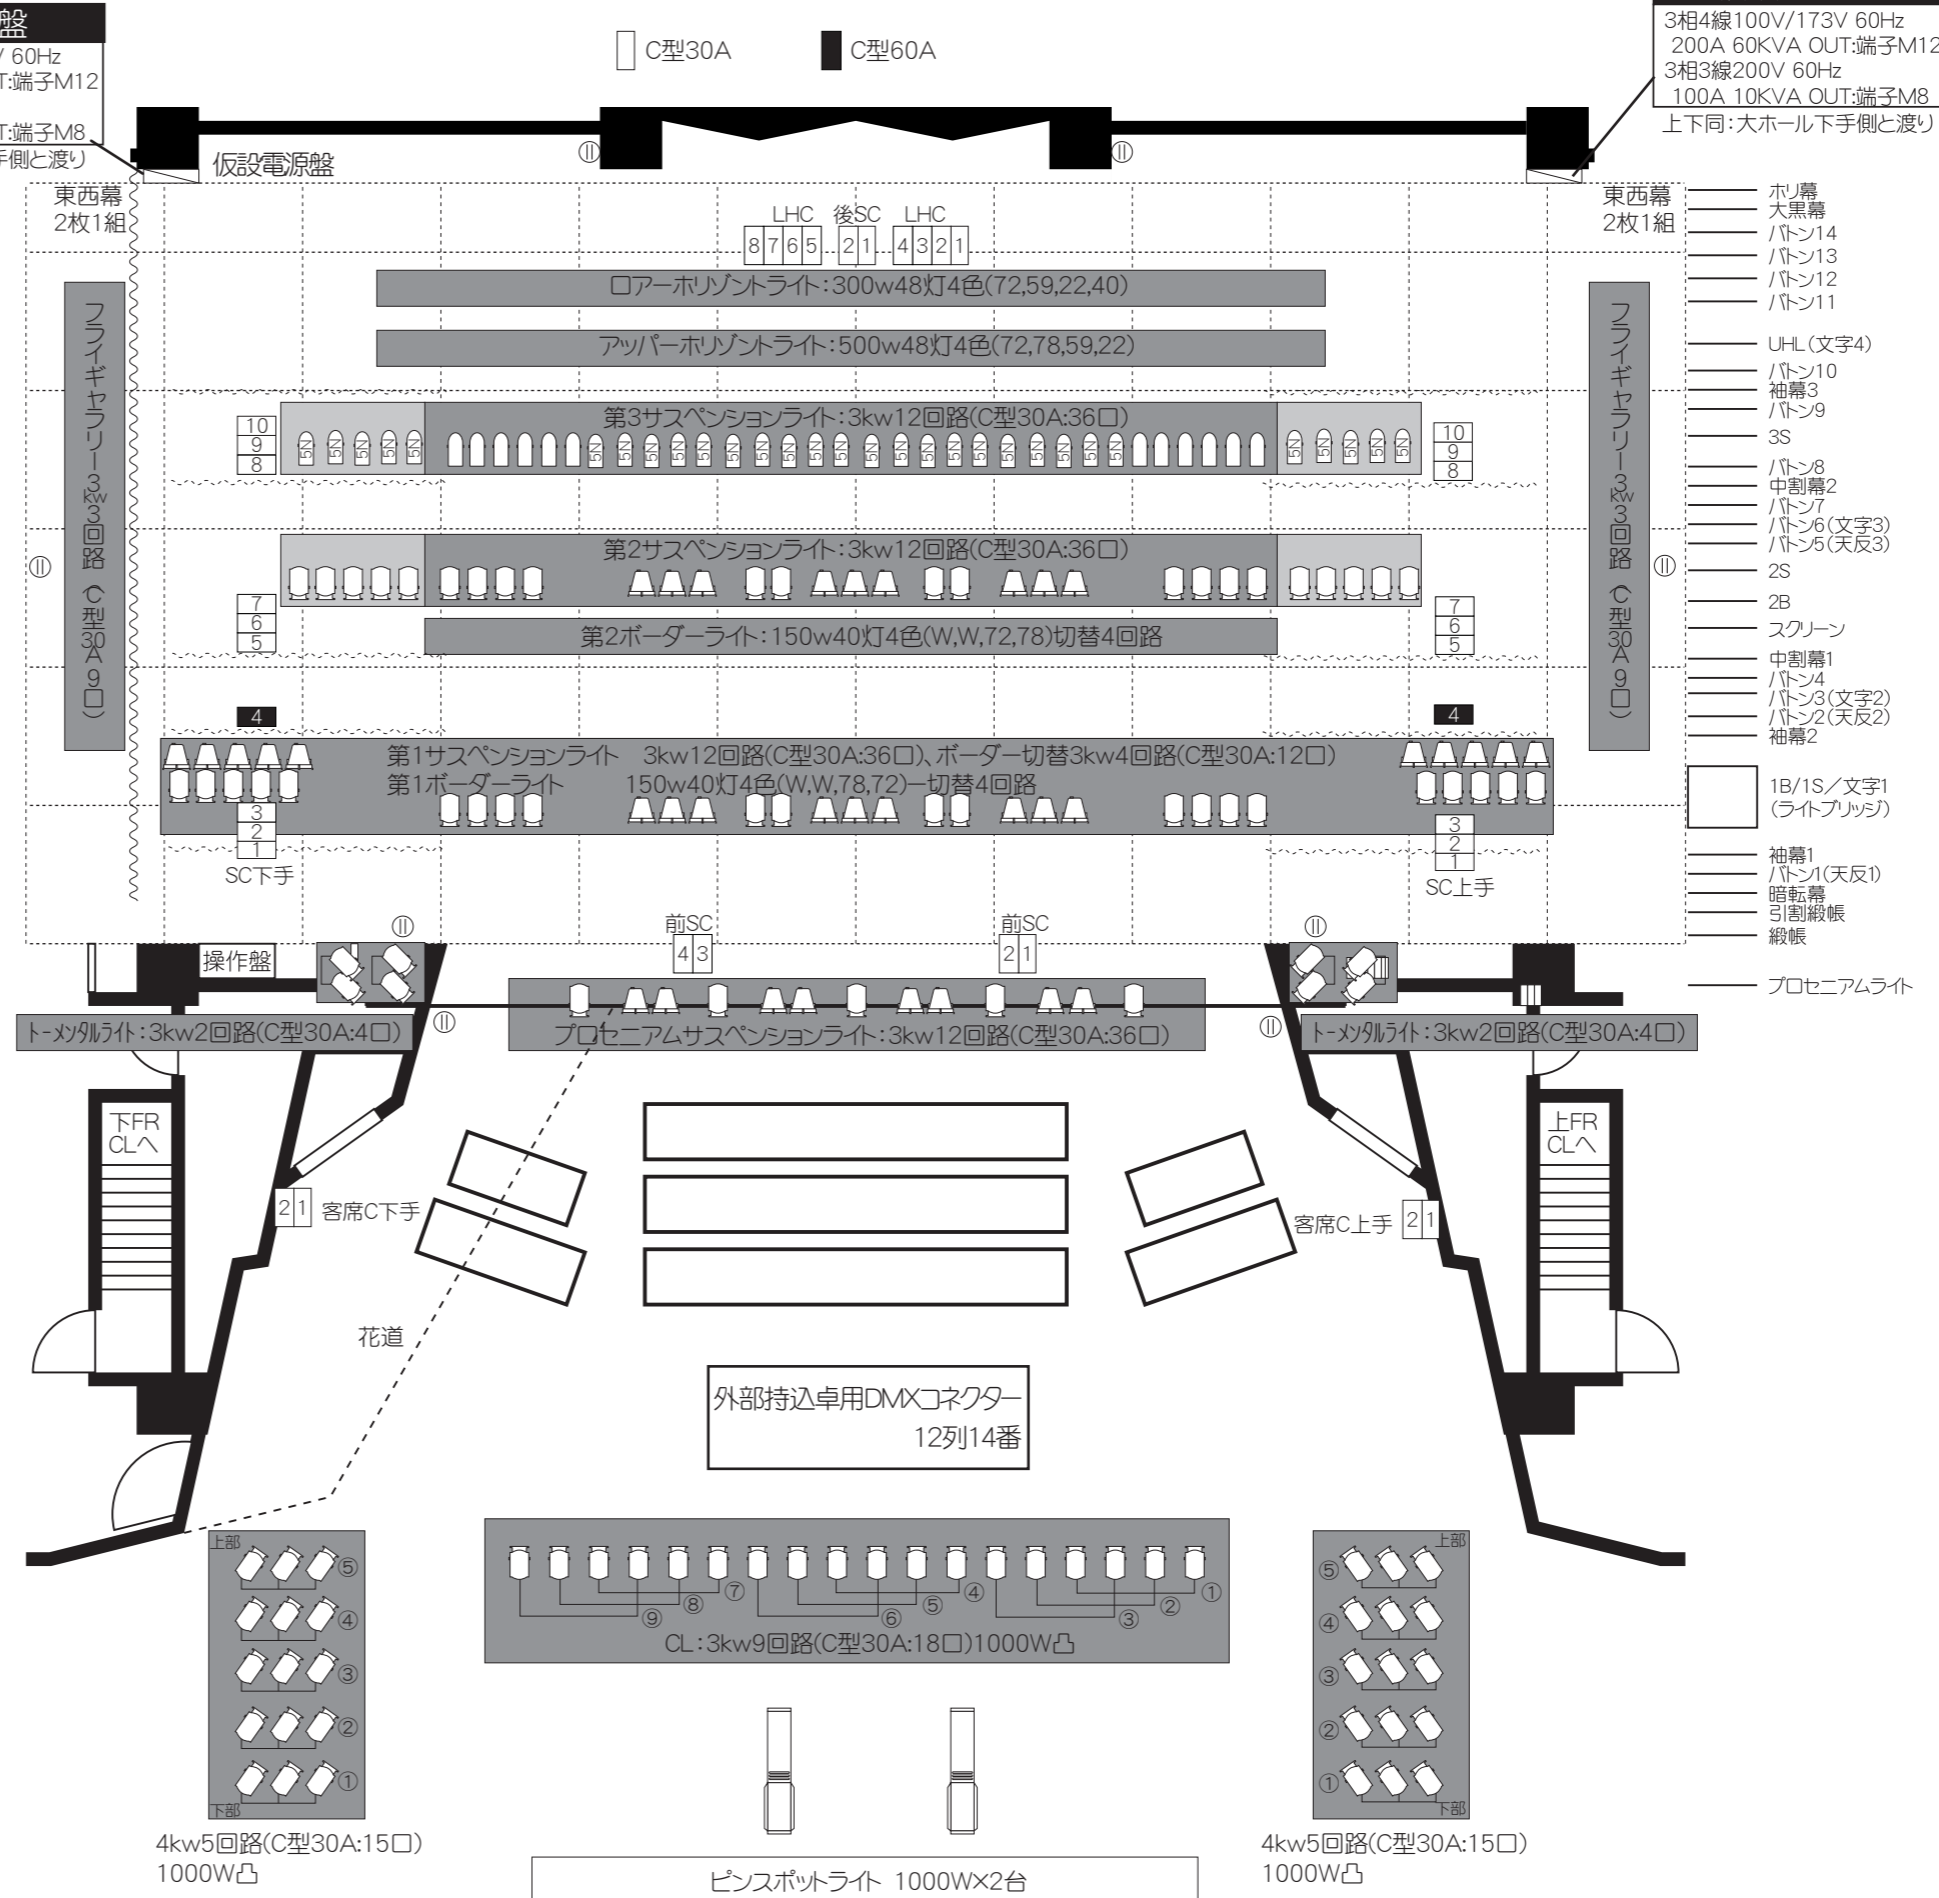 盤
V 60Hz
T:端子M12
T:端子M8
手側と渡り
C型30A
C型60A
3相4線100V/173V 60Hz
200A 60KVA OUT:端子M12
3相3線200V 60Hz
100A 10KVA OUT:端子M8
上下同:大ホール下手側と渡り
仮設電源盤
東西幕
2枚1組
東西幕
2枚1組
LHC 後SC LHC
8 7 6 5 2 1 4 3 2 1
ロアーホリゾントライト:300w48灯4色(72,59,22,40)
アッパーホリゾントライト:500w48灯4色(72,78,59,22)
フライギャラリー3kw3回路(C型30A9口)
フライギャラリー3kw3回路(C型30A9口)
第3サスペンションライト:3kw12回路(C型30A:36口)
5N 5N 5N 5N 5N 5N 5N 5N 5N 5N 5N 5N 5N 5N 5N 5N 5N 5N 5N 5N 5N 5N 5N 5N 5N 5N 5N 5N 5N 5N
10
9
8
10
9
8
第2サスペンションライト:3kw12回路(C型30A:36口)
7
6
5
7
6
5
第2ボーダーライト:150w40灯4色(W,W,72,78)切替4回路
4
4
第1サスペンションライト 3kw12回路(C型30A:36口)、ボーダー切替3kw4回路(C型30A:12口)
第1ボーダーライト 150w40灯4色(W,W,78,72)一切替4回路
3
2
1
SC下手
3
2
1
SC上手
ホリ幕
大黒幕
バトン14
バトン13
バトン12
バトン11
UHL(文字4)
バトン10
袖幕3
バトン9
3S
バトン8
中割幕2
バトン7
バトン6(文字3)
バトン5(天反3)
2S
2B
スクリーン
中割幕1
バトン4
バトン3(文字2)
バトン2(天反2)
袖幕2
1B/1S/文字1
(ライトブリッジ)
袖幕1
バトン1(天反1)
暗転幕
引割緞帳
緞帳
プロセニアムライト
前SC
4 3
前SC
2 1
操作盤
トーメンタルライト:3kw2回路(C型30A:4口)
プロセニアムサスペンションライト:3kw12回路(C型30A:36口)
トーメンタルライト:3kw2回路(C型30A:4口)
下FR
CLへ
上FR
CLへ
2 1 客席C下手
客席C上手 2 1
花道
外部持込卓用DMXコネクター
12列14番
上部
⑤
④
③
②
①
下部
4kw5回路(C型30A:15口)
1000W凸
⑨ ⑧ ⑦ ⑥ ⑤ ④ ③ ② ①
CL:3kw9回路(C型30A:18口)1000W凸
上部
⑤
④
③
②
①
下部
4kw5回路(C型30A:15口)
1000W凸
ピンスポットライト 1000W×2台